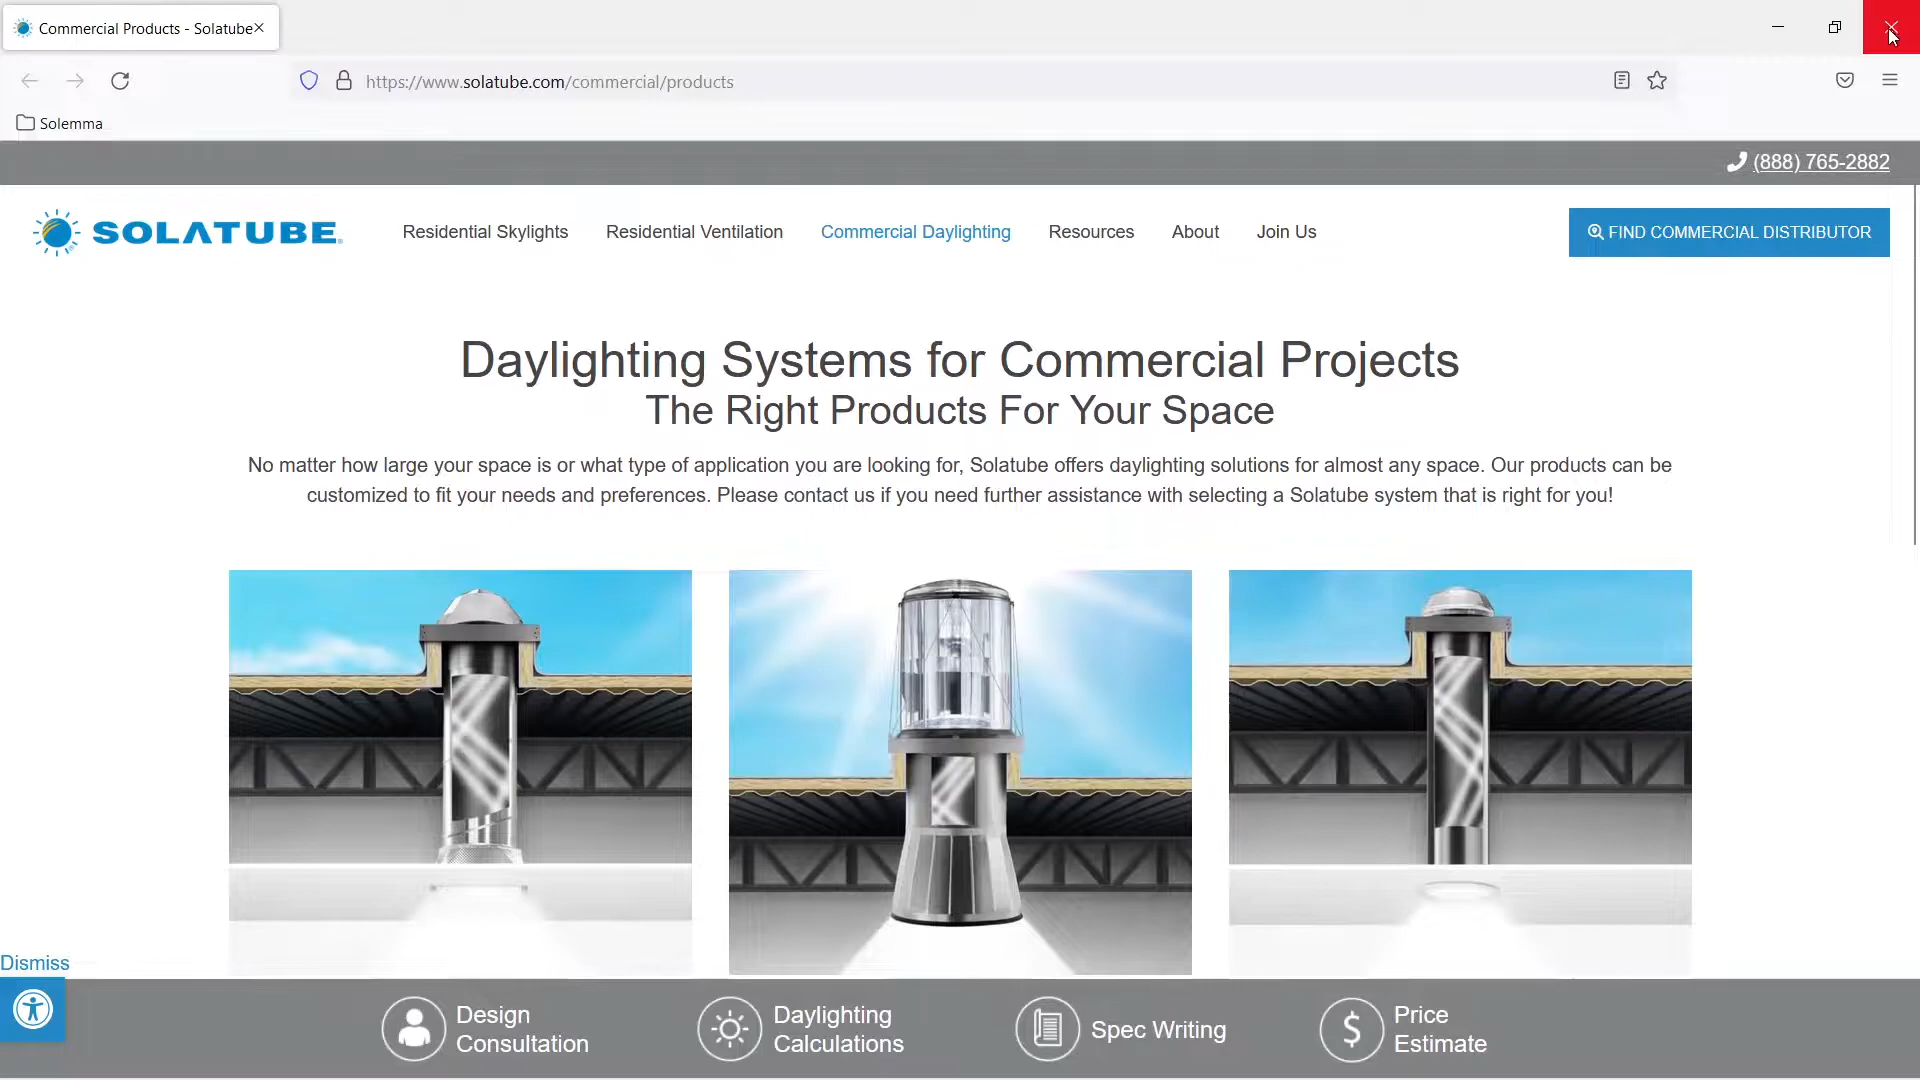 Commercial Products - Solatube
https://www.solatube.com/commercial/products
Solemma
(888) 765-2882
SOLATUBE.
Residential Skylights
Residential Ventilation
Commercial Daylighting
Resources
About
Join Us
FIND COMMERCIAL DISTRIBUTOR
Daylighting Systems for Commercial Projects
The Right Products For Your Space
No matter how large your space is or what type of application you are looking for, Solatube offers daylighting solutions for almost any space. Our products can be
customized to fit your needs and preferences. Please contact us if you need further assistance with selecting a Solatube system that is right for you!
Dismiss
Design
Consultation
Daylighting
Calculations
Spec Writing
Price
Estimate